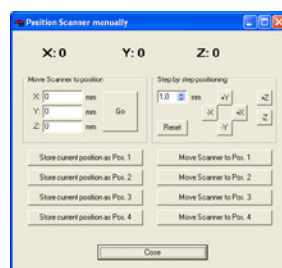 Position Scanner manually
X: 0 Y: 0 Z: 0
Move Scanner to position
Step by step positioning
X: 0 mm
Y: 0 mm
Z: 0 mm
Go
1,0 mm
+Y
-X
+X
-Y
+Z
-Z
Reset
Store current position as Pos. 1
Move Scanner to Pos. 1
Store current position as Pos. 2
Move Scanner to Pos. 2
Store current position as Pos. 3
Move Scanner to Pos. 3
Store current position as Pos. 4
Move Scanner to Pos. 4
Close